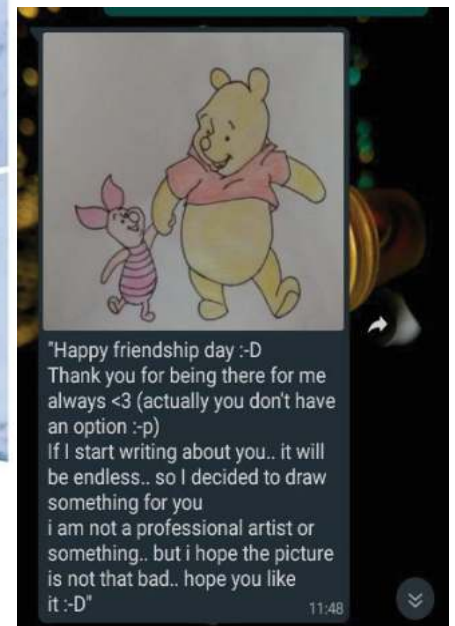 "Happy friendship day :-D
Thank you for being there for me
always <3 (actually you don't have
an option :-p)
If I start writing about you.. it will
be endless.. so I decided to draw
something for you
i am not a professional artist or
something.. but i hope the picture
is not that bad.. hope you like
it :-D"
11:48